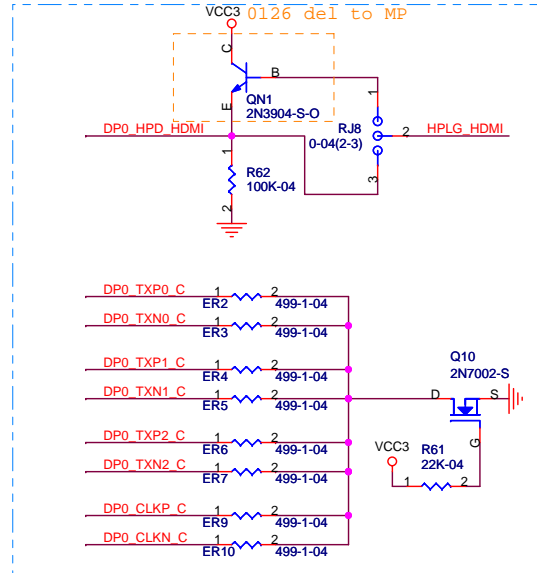 VCC3 0126 del to MP
C
B
1
QN1
2N3904-S-O
E
DP0_HPD_HDMI
RJ8
0-04(2-3)
2
HPLG_HDMI
1
R62
100K-04
2
3
DP0_TXP0_C 1 2
ER2 499-1-04
DP0_TXN0_C 1 2
ER3 499-1-04
DP0_TXP1_C 1 2
ER4 499-1-04
DP0_TXN1_C 1 2
ER5 499-1-04
DP0_TXP2_C 1 2
ER6 499-1-04
DP0_TXN2_C 1 2
ER7 499-1-04
DP0_CLKP_C 1 2
ER9 499-1-04
DP0_CLKN_C 1 2
ER10 499-1-04
Q10
2N7002-S
D S
G
VCC3
R61
22K-04
1 2